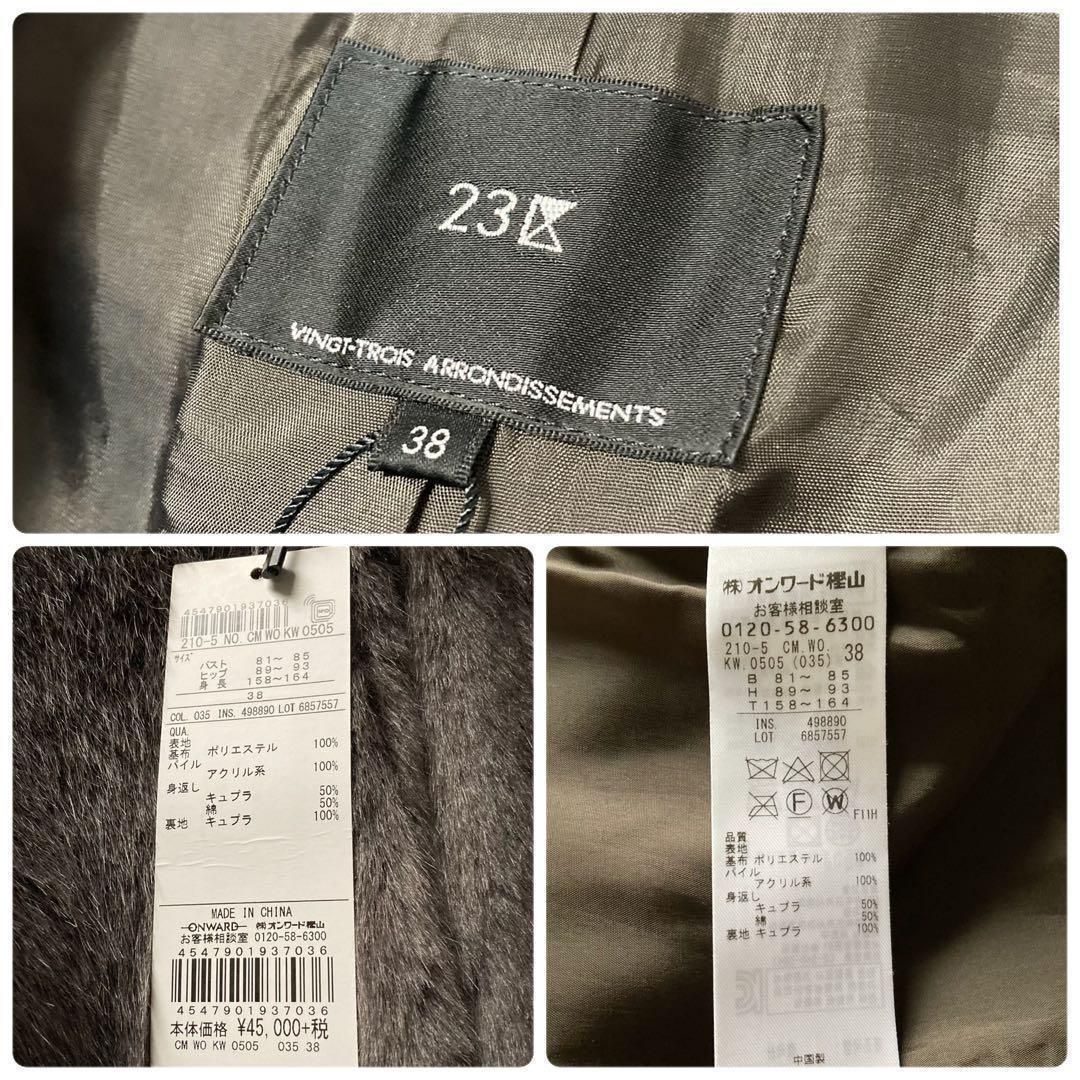 23区
VINGT-TROIS ARRONDISSEMENTS
38
4547901937036
210-5 NO. CM WO KW 0505
サイズ
バスト 81~ 85
ヒップ 89~ 93
身長 158~164
38
COL. 035 INS. 498890 LOT 6857557
QUA.
表地
基布 ポリエステル 100%
パイル
アクリル系 100%
身返し
キュプラ 50%
綿 50%
裏地 キュプラ 100%
MADE IN CHINA
ONWARD ㈱オンワード樫山
お客様相談室 0120-58-6300
4547901937036
4547901937036
本体価格 ¥45,000+税
CM WO KW 0505 035 38
㈱オンワード樫山
お客様相談室
0120-58-6300
210-5 CM.WO.
KW.0505 (035) 38
B 81~ 85
H 89~ 93
T 158~164
INS 498890
LOT 6857557
F
W
F11H
品質
表地
基布 ポリエステル 100%
パイル
アクリル系 100%
身返し
キュプラ 50%
綿 50%
裏地 キュプラ 100%
中国製